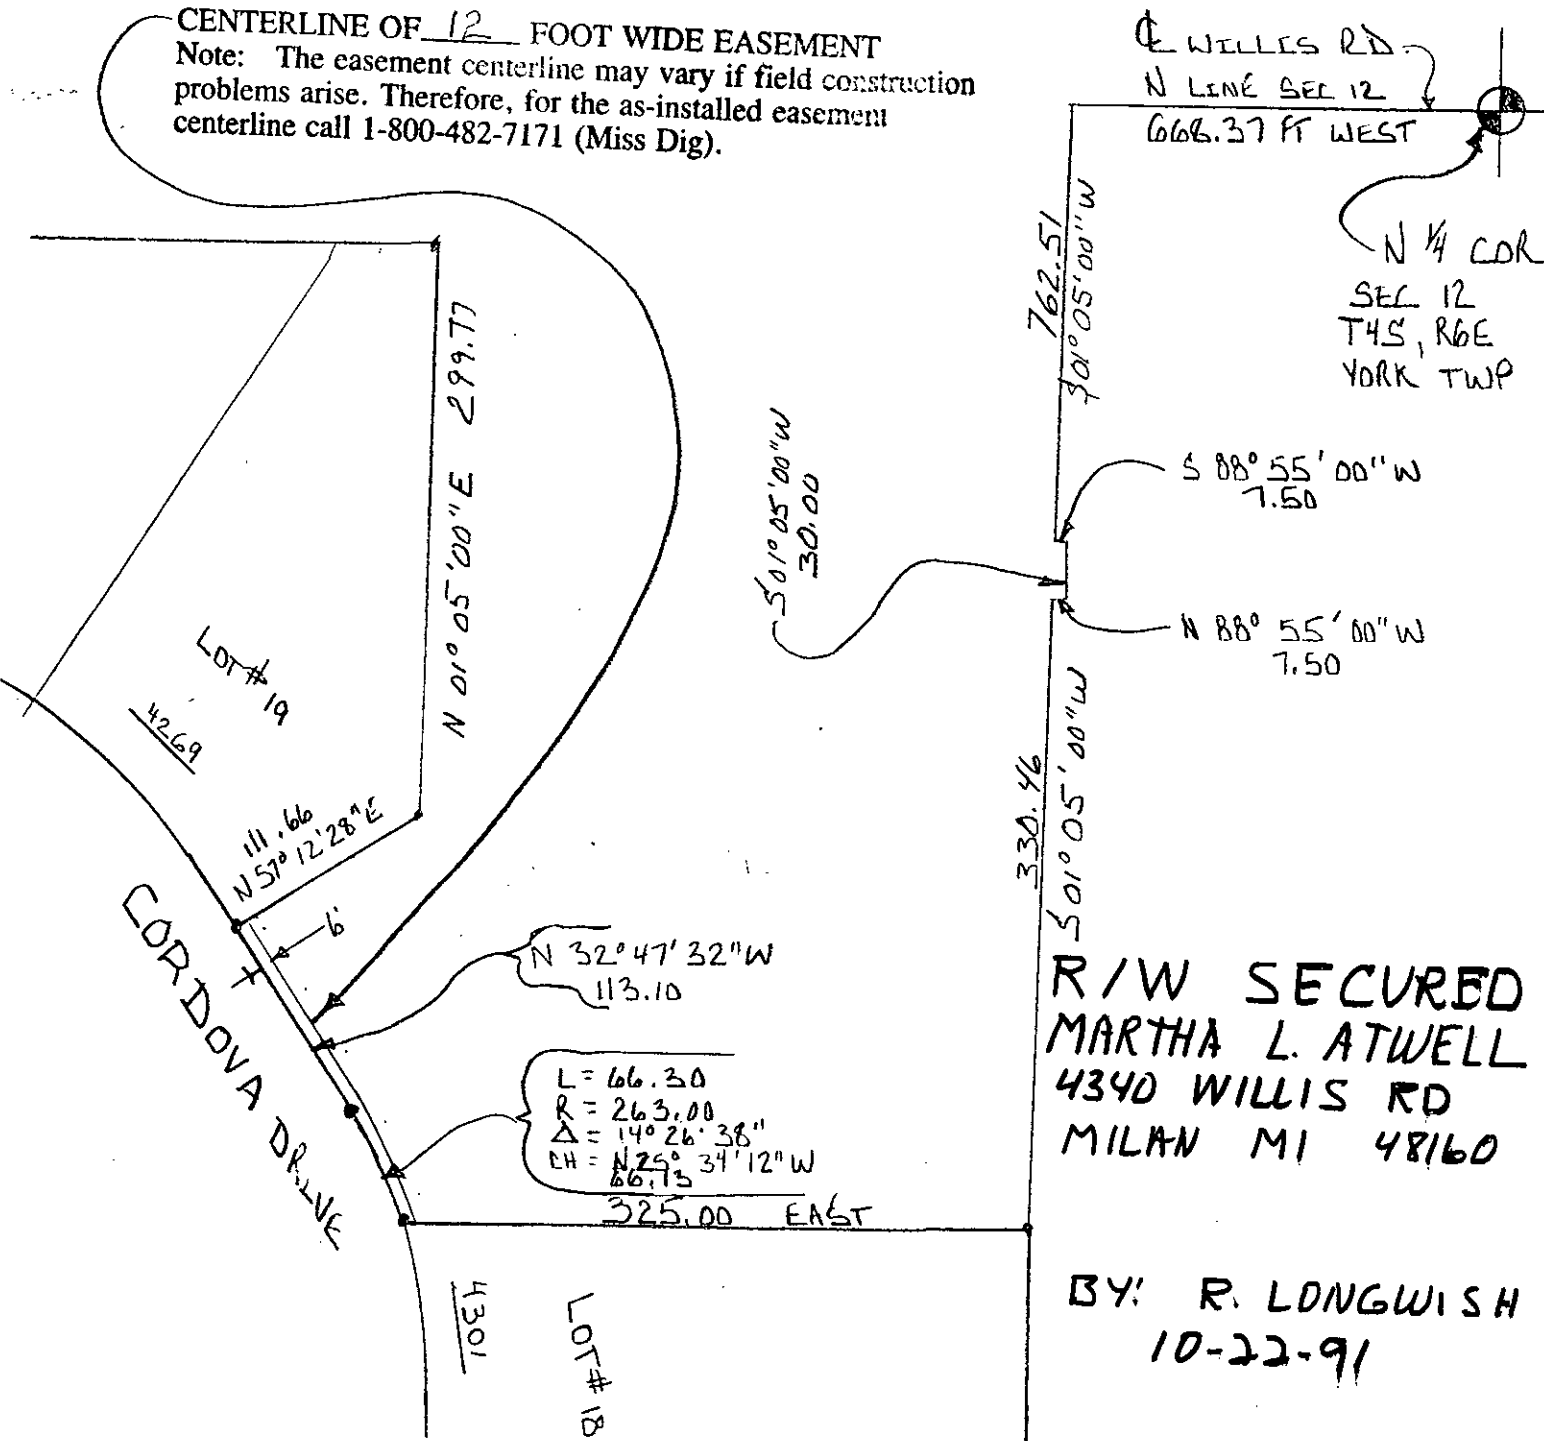 CENTERLINE OF 12 FOOT WIDE EASEMENT
Note: The easement centerline may vary if field construction
problems arise. Therefore, for the as-installed easement
centerline call 1-800-482-7171 (Miss Dig).
℄ WILLIS RD
N LINE SEC 12
668.37 FT WEST
N 1/4 COR
SEC 12
T4S, R6E
YORK TWP
762.51
S 01° 05' 00" W
S 88° 55' 00" W
7.50
S 01° 05' 00" W
30.00
N 88° 55' 00" W
7.50
330.46
S 01° 05' 00" W
N 01° 05' 00" E 299.77
LOT # 19
4269
111.66
N 57° 12' 28" E
6'
CORDOVA DRIVE
N 32° 47' 32" W
113.10
L = 66.30
R = 263.00
Δ = 14° 26' 38"
CH = N 25° 34' 12" W
66.13
325.00 EAST
4301
LOT # 18
R/W SECURED
MARTHA L. ATWELL
4340 WILLIS RD
MILAN MI 48160
BY: R. LONGWISH
10-22-91